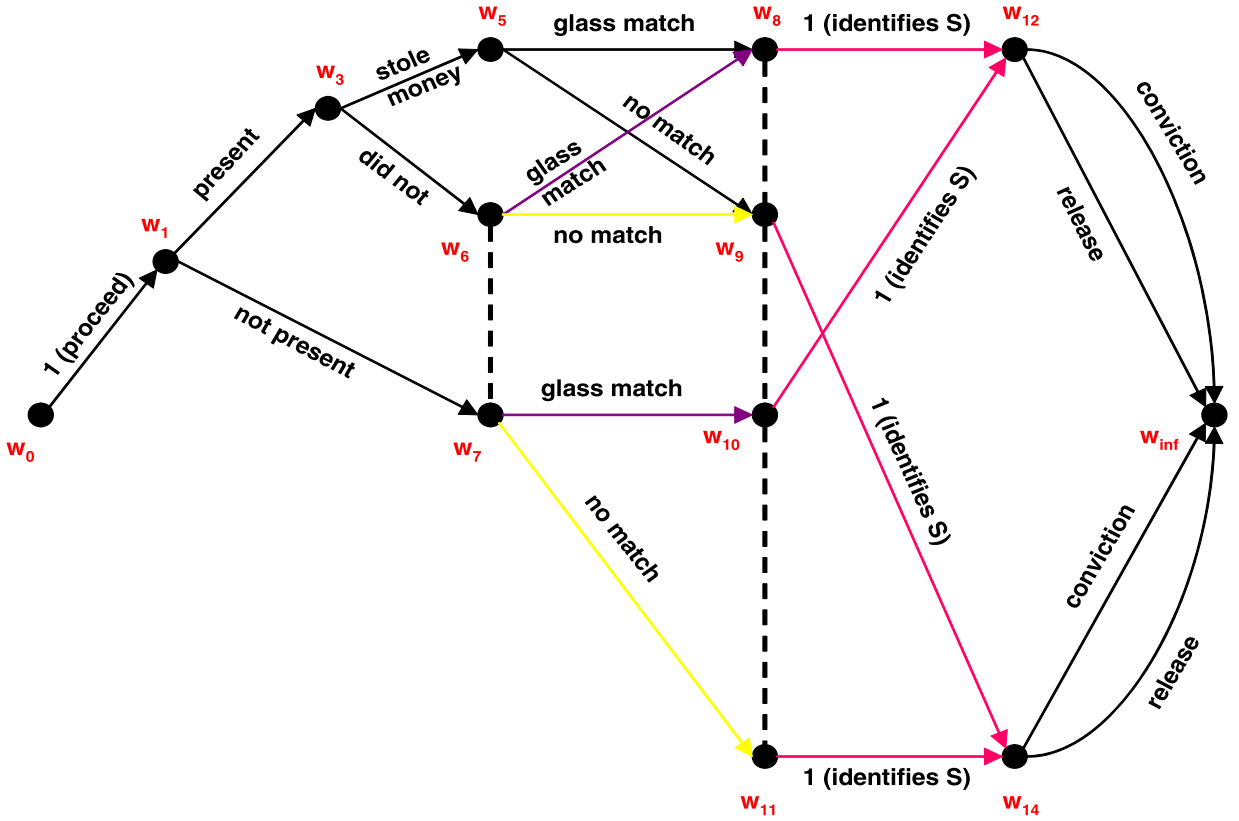 w5
glass match
w8
1 (identifies S)
w12
w3
stole
money
no match
conviction
present
did not
glass
match
release
w1
w6
no match
w9
1 (identifies S)
1 (proceed)
not present
glass match
w0
w7
w10
1 (identifies S)
winf
no match
conviction
release
w11
1 (identifies S)
w14